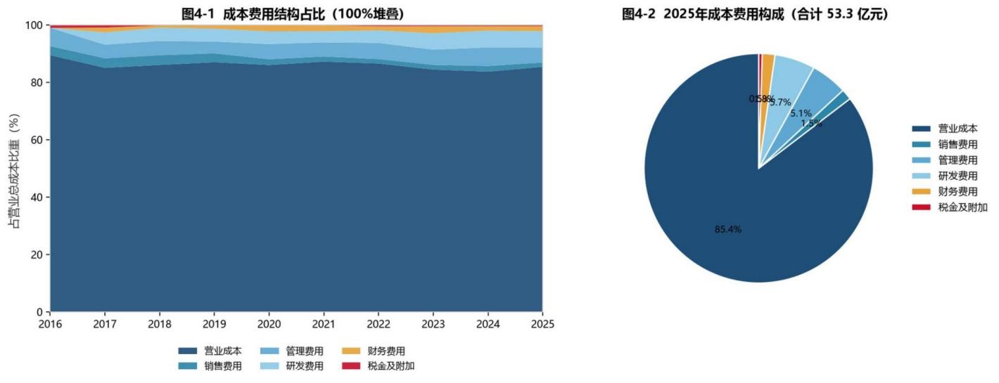 图4-1 成本费用结构占比（100%堆叠）
占营业总成本比重（%）
100
80
60
40
20
0
2016 2017 2018 2019 2020 2021 2022 2023 2024 2025
营业成本 管理费用 财务费用
销售费用 研发费用 税金及附加
图4-2 2025年成本费用构成（合计 53.3 亿元）
5.7%
5.1%
1.5%
85.4%
营业成本
销售费用
管理费用
研发费用
财务费用
税金及附加